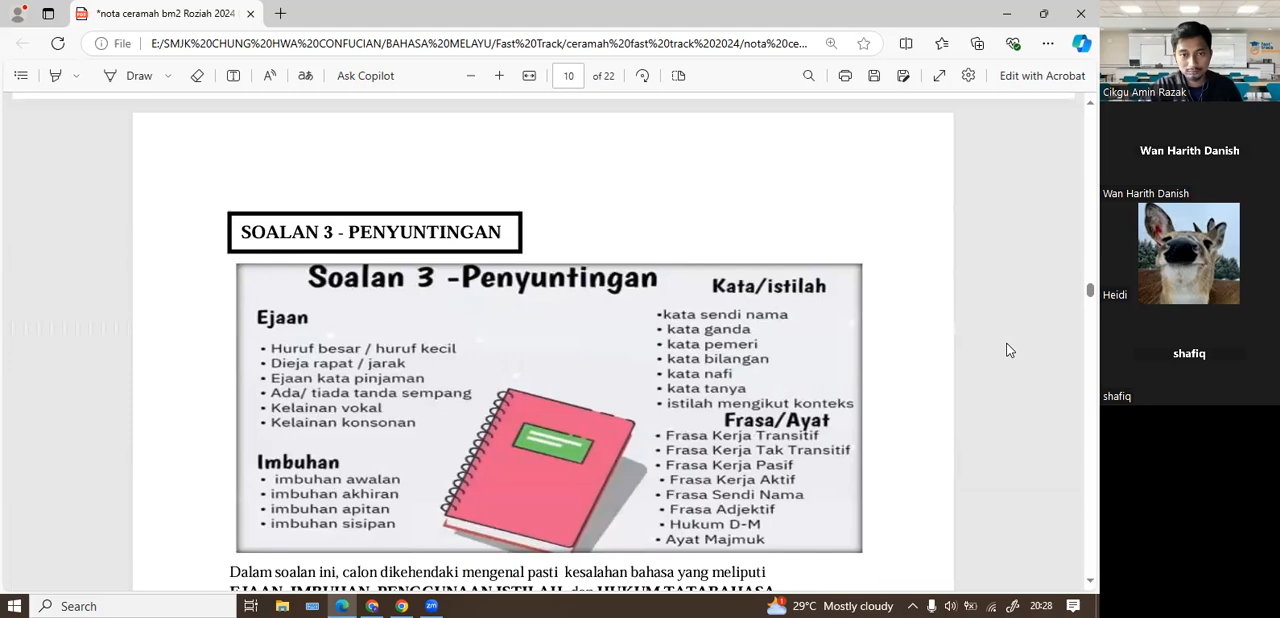 *nota ceramah bm2 Roziah 2024
File
E:/SMJK%20CHUNG%20HWA%20CONFUCIAN/BAHASA%20MELAYU/Fast%20Track/ceramah%20fast%20track%202024/nota%20ce...
Draw
Ask Copilot
10 of 22
Edit with Acrobat
SOALAN 3 - PENYUNTINGAN
Soalan 3 -Penyuntingan
Ejaan
• Huruf besar / huruf kecil
• Dieja rapat / jarak
• Ejaan kata pinjaman
• Ada/ tiada tanda sempang
• Kelainan vokal
• Kelainan konsonan
Imbuhan
• imbuhan awalan
• imbuhan akhiran
• imbuhan apitan
• imbuhan sisipan
Kata/istilah
•kata sendi nama
• kata ganda
• kata pemeri
• kata bilangan
• kata nafi
• kata tanya
• istilah mengikut konteks
Frasa/Ayat
• Frasa Kerja Transitif
• Frasa Kerja Tak Transitif
• Frasa Kerja Pasif
• Frasa Kerja Aktif
• Frasa Sendi Nama
• Frasa Adjektif
• Hukum D-M
• Ayat Majmuk
Dalam soalan ini, calon dikehendaki mengenal pasti kesalahan bahasa yang meliputi
EJAAN, IMBUHAN, PENGGUNAAN ISTILAH, dan HUKUM TATABAHASA
Cikgu Amin Razak
Wan Harith Danish
Wan Harith Danish
Heidi
shafiq
shafiq
Search
29°C Mostly cloudy
20:28